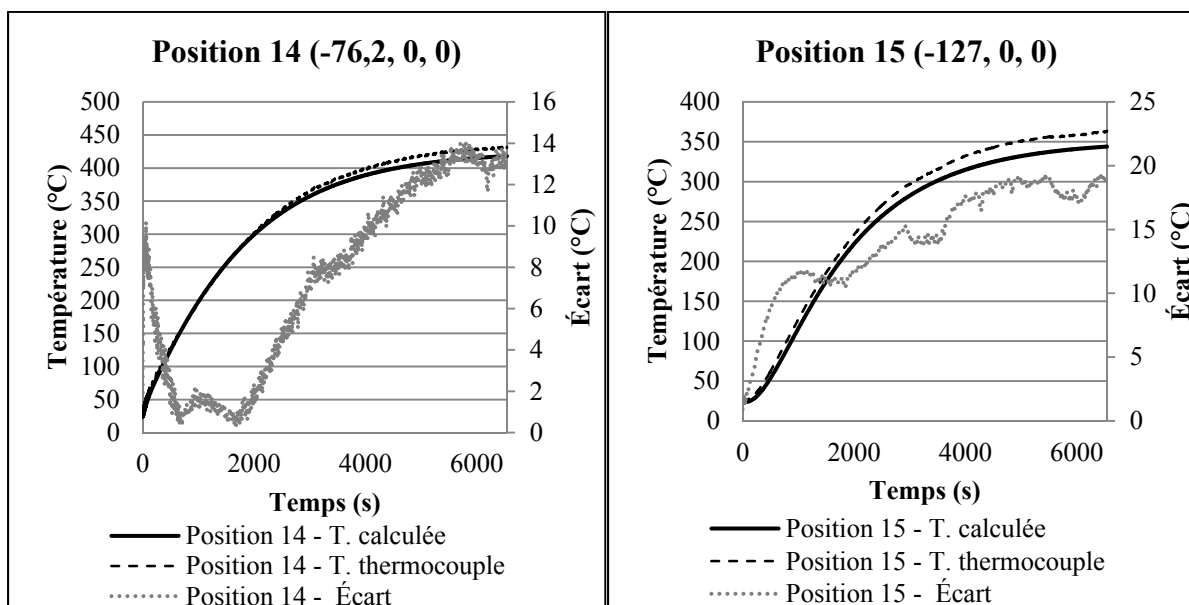 Position 14 (-76,2, 0, 0)
500
450
400
350
300
250
200
150
100
50
0
Température (°C)
16
14
12
10
8
6
4
2
0
Écart (°C)
0 2000 4000 6000
Temps (s)
Position 14 - T. calculée
Position 14 - T. thermocouple
Position 14 - Écart
Position 15 (-127, 0, 0)
400
350
300
250
200
150
100
50
0
Température (°C)
25
20
15
10
5
0
Écart (°C)
0 2000 4000 6000
Temps (s)
Position 15 - T. calculée
Position 15 - T. thermocouple
Position 15 - Écart